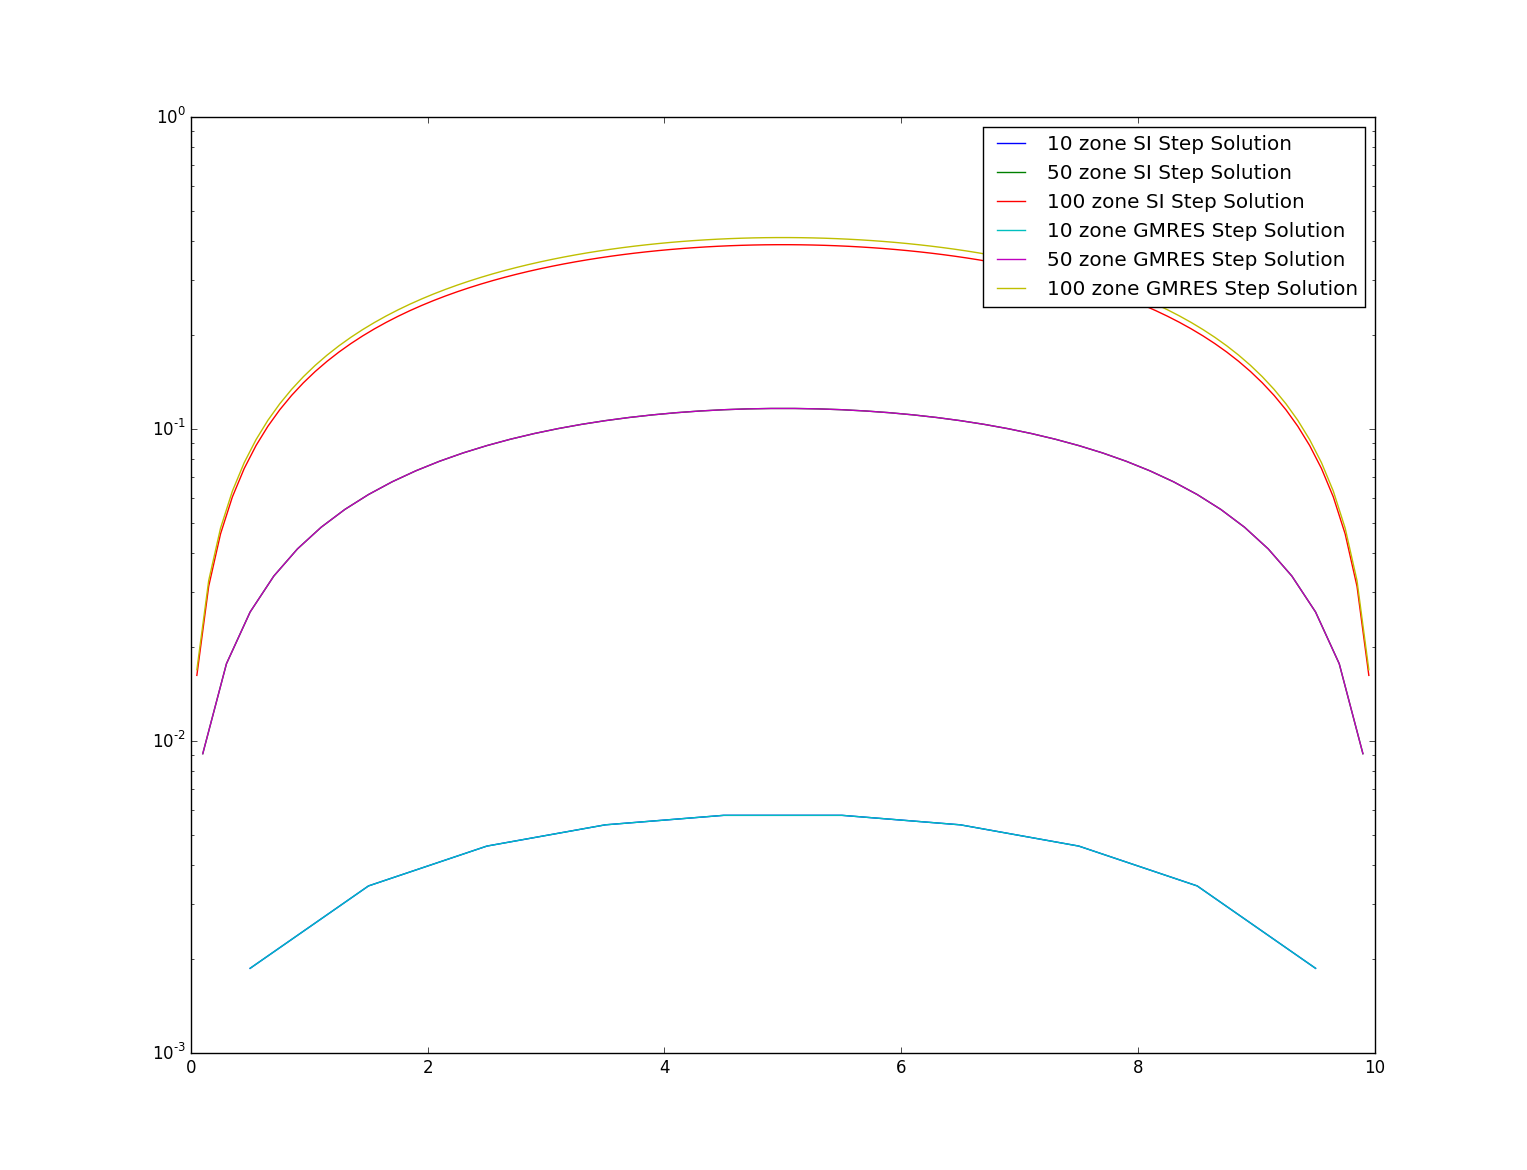 10^0
10 zone SI Step Solution
50 zone SI Step Solution
100 zone SI Step Solution
10 zone GMRES Step Solution
50 zone GMRES Step Solution
100 zone GMRES Step Solution
10^-1
10^-2
10^-3
0 2 4 6 8 10